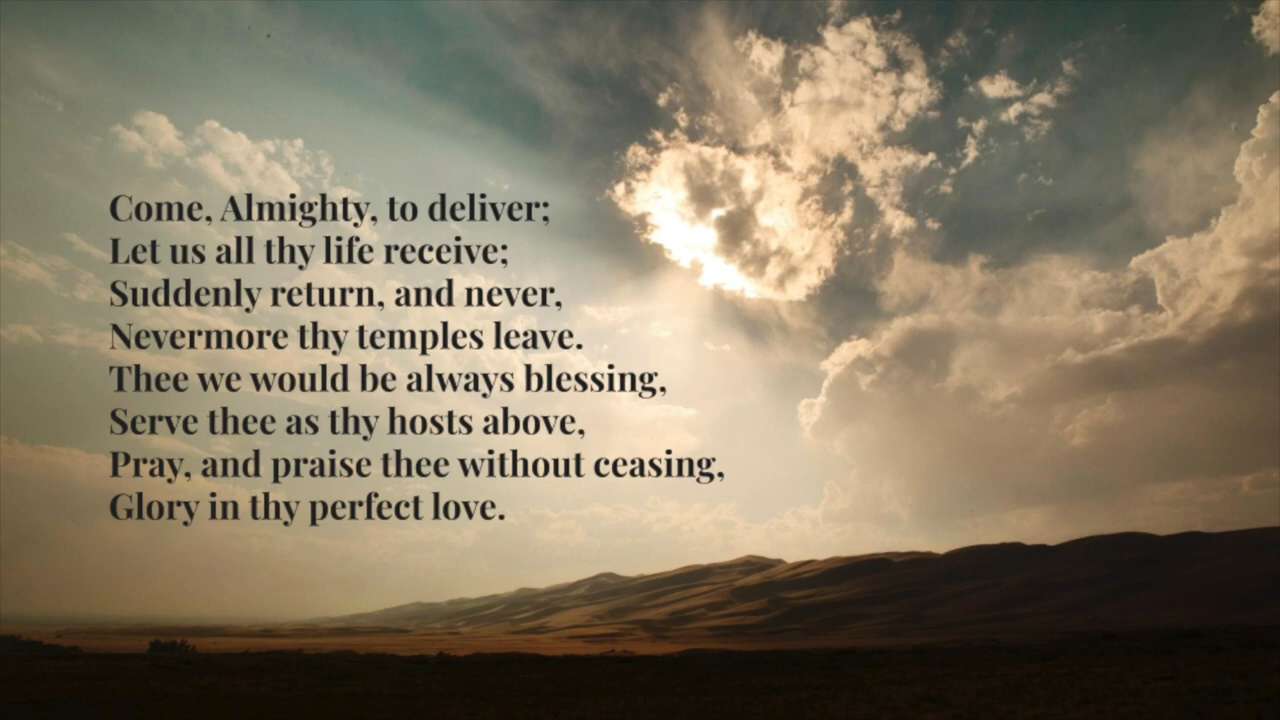 Come, Almighty, to deliver;
Let us all thy life receive;
Suddenly return, and never,
Nevermore thy temples leave.
Thee we would be always blessing,
Serve thee as thy hosts above,
Pray, and praise thee without ceasing,
Glory in thy perfect love.